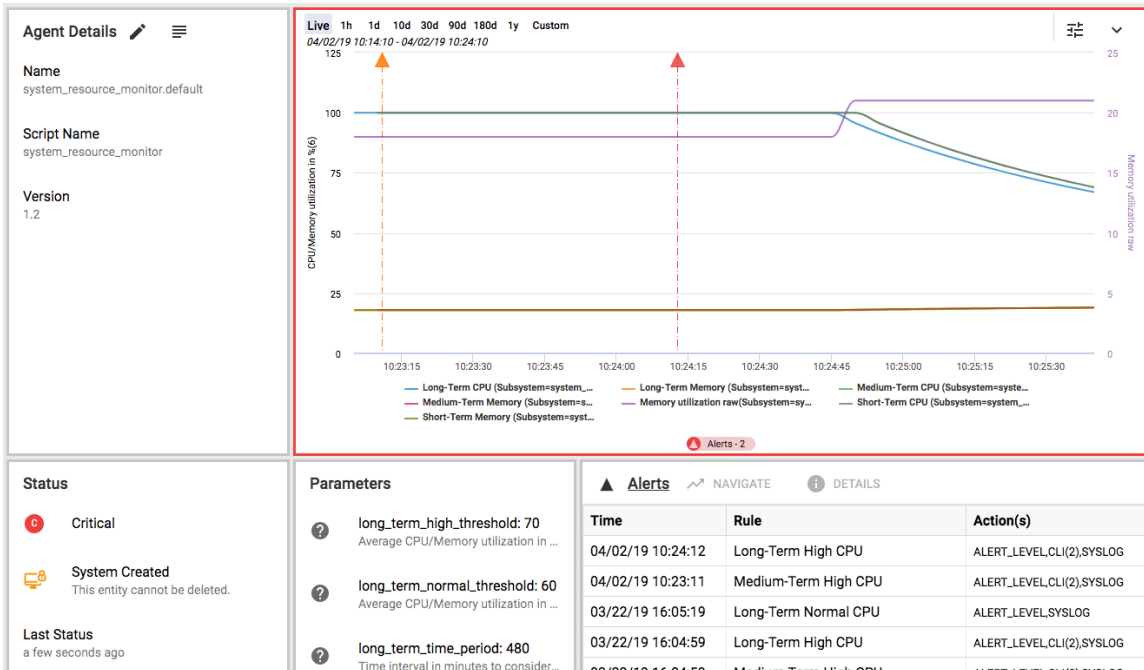 Agent Details
Name
system_resource_monitor.default
Script Name
system_resource_monitor
Version
1.2
Live 1h 1d 10d 30d 90d 180d 1y Custom
04/02/19 10:14:10 - 04/02/19 10:24:10
125 25
100 20
75 15
50 10
25 5
0 0
CPU/Memory utilization in %(6)
Memory utilization raw
10:23:15 10:23:30 10:23:45 10:24:00 10:24:15 10:24:30 10:24:45 10:25:00 10:25:15 10:25:30
Long-Term CPU (Subsystem=system_... Long-Term Memory (Subsystem=syst... Medium-Term CPU (Subsystem=syste...
Medium-Term Memory (Subsystem=s... Memory utilization raw(Subsystem=sy... Short-Term CPU (Subsystem=system_...
Short-Term Memory (Subsystem=syst...
Alerts - 2
Status
C Critical
System Created
This entity cannot be deleted.
Last Status
a few seconds ago
Parameters
long_term_high_threshold: 70
Average CPU/Memory utilization in ...
long_term_normal_threshold: 60
Average CPU/Memory utilization in ...
long_term_time_period: 480
Time interval in minutes to consider...
Alerts NAVIGATE DETAILS
Time Rule Action(s)
04/02/19 10:24:12 Long-Term High CPU ALERT_LEVEL,CLI(2),SYSLOG
04/02/19 10:23:11 Medium-Term High CPU ALERT_LEVEL,CLI(2),SYSLOG
03/22/19 16:05:19 Long-Term Normal CPU ALERT_LEVEL,SYSLOG
03/22/19 16:04:59 Long-Term High CPU ALERT_LEVEL,CLI(2),SYSLOG